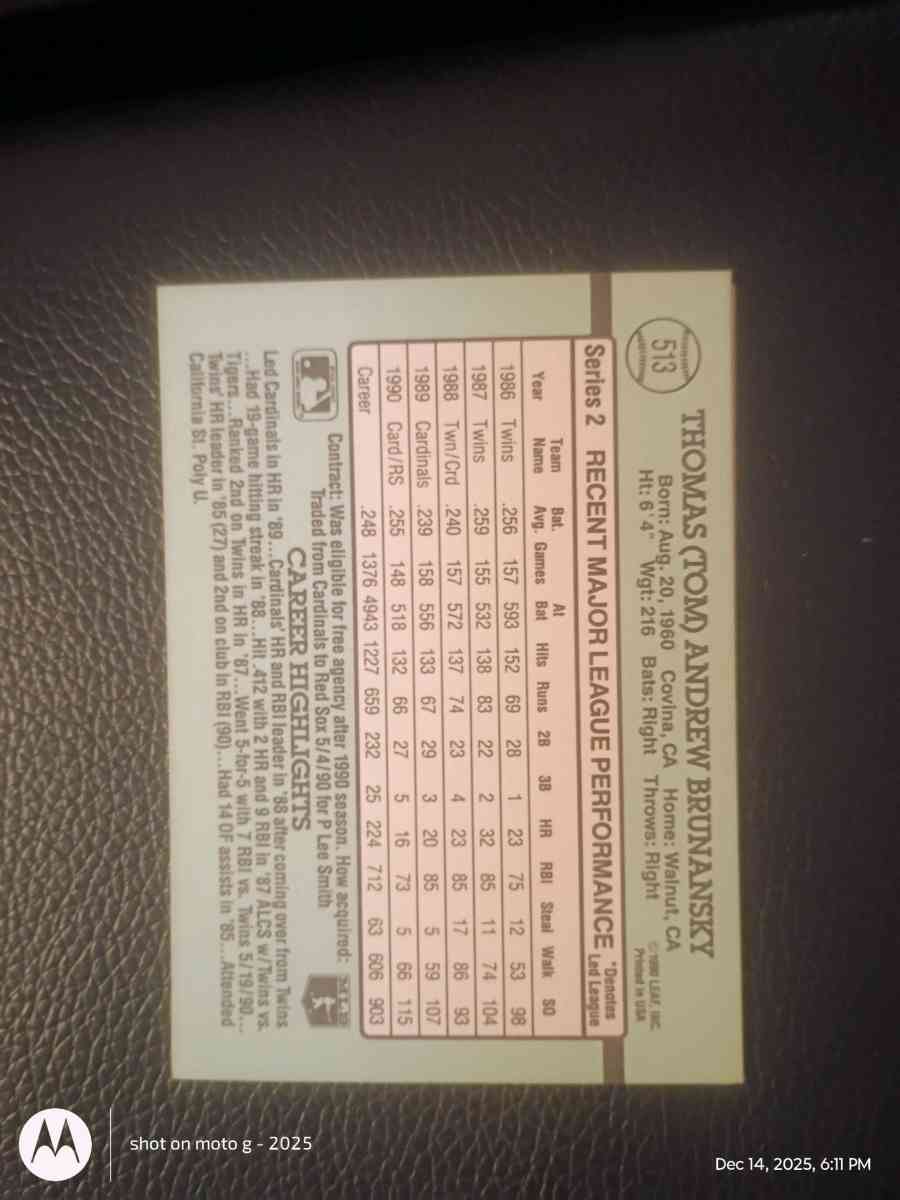 513
THOMAS (TOM) ANDREW BRUNANSKY
Born: Aug. 20, 1960 Covina, CA Home: Walnut, CA
Ht: 6' 4" Wgt: 216 Bats: Right Throws: Right
©1990 LEAF, INC.
Printed in USA
Series 2 RECENT MAJOR LEAGUE PERFORMANCE *Denotes Led League
Year Team Name Bat. Avg. Games At Bat Hits Runs 2B 3B HR RBI Steal Walk SO
1986 Twins .256 157 593 152 69 28 1 23 75 12 53 98
1987 Twins .259 155 532 138 83 22 2 32 85 11 74 104
1988 Twn/Crd .240 157 572 137 74 23 4 23 85 17 86 93
1989 Cardinals .239 158 556 133 67 29 3 20 85 5 59 107
1990 Card/RS .255 148 518 132 66 27 5 16 73 5 66 115
Career .248 1376 4943 1227 659 232 25 224 712 63 606 903
Contract: Was eligible for free agency after 1990 season. How acquired:
Traded from Cardinals to Red Sox 5/4/90 for P Lee Smith
CAREER HIGHLIGHTS
Led Cardinals in HR in '89...Cardinals' HR and RBI leader in '88 after coming over from Twins
...Had 19-game hitting streak in '88...Hit .412 with 2 HR and 9 RBI in '87 ALCS w/Twins vs.
Tigers...Ranked 2nd on Twins in HR in '87...Went 5-for-5 with 7 RBI vs. Twins 5/19/90...
Twins' HR leader in '85 (27) and 2nd on club in RBI (90)...Had 14 OF assists in '85...Attended
California St. Poly U.
shot on moto g - 2025
Dec 14, 2025, 6:11 PM